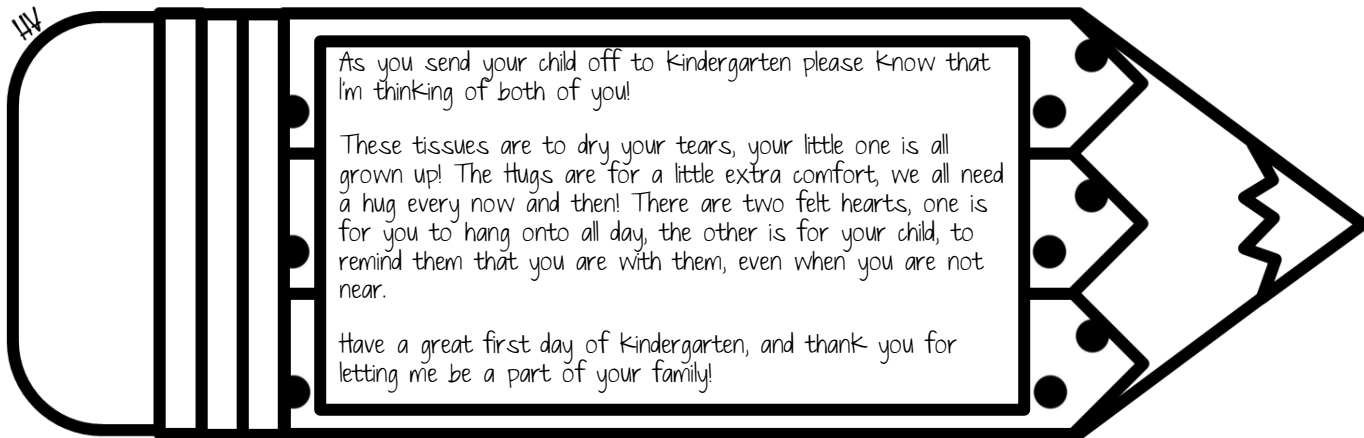 HA
As you send your child off to Kindergarten please know that
I'm thinking of both of you!
These tissues are to dry your tears, your little one is all
grown up! The Hugs are for a little extra comfort, we all need
a hug every now and then! There are two felt hearts, one is
for you to hang onto all day, the other is for your child, to
remind them that you are with them, even when you are not
near.
Have a great first day of Kindergarten, and thank you for
letting me be a part of your family!